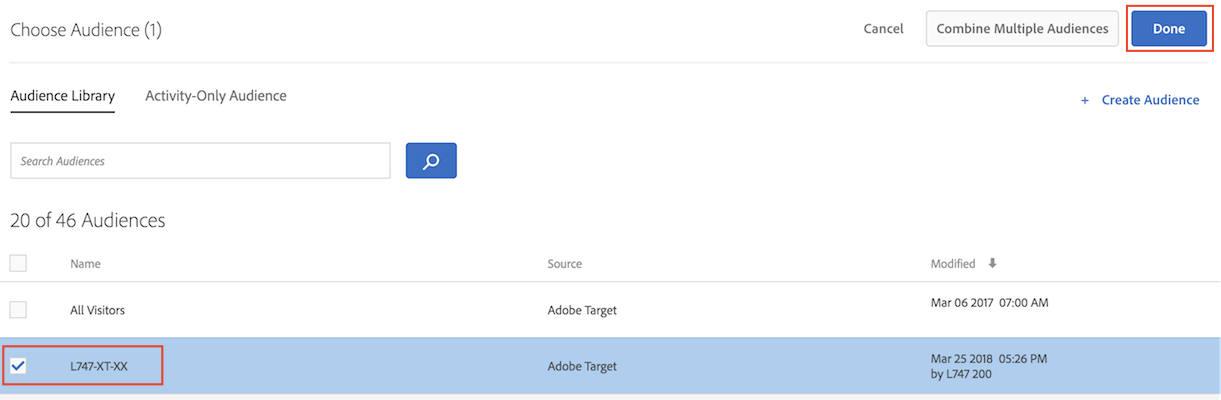 Choose Audience (1)
Cancel
Combine Multiple Audiences
Done
Audience Library
Activity-Only Audience
+ Create Audience
Search Audiences
20 of 46 Audiences
Name
Source
Modified
All Visitors
Adobe Target
Mar 06 2017 07:00 AM
L747-XT-XX
Adobe Target
Mar 25 2018 05:26 PM
by L747 200